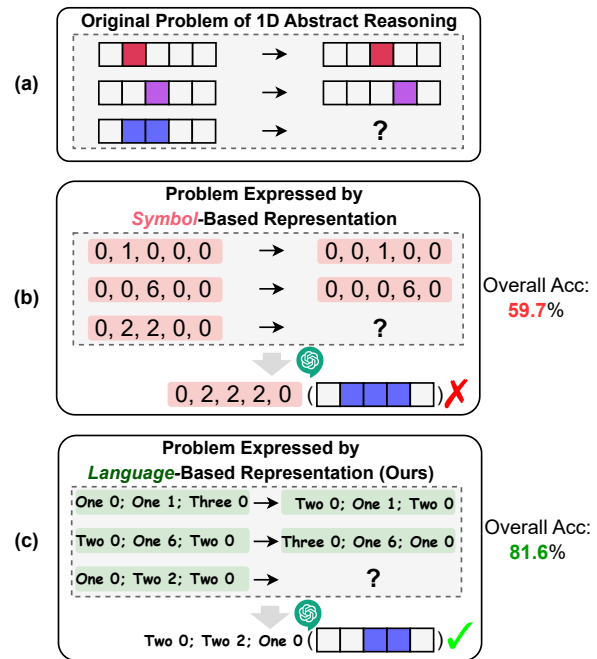 Original Problem of 1D Abstract Reasoning
(a)
?
Problem Expressed by
Symbol-Based Representation
0, 1, 0, 0, 0 → 0, 0, 1, 0, 0
0, 0, 6, 0, 0 → 0, 0, 0, 6, 0
(b)
0, 2, 2, 0, 0 → ?
Overall Acc:
59.7%
0, 2, 2, 2, 0 ( ) ✗
Problem Expressed by
Language-Based Representation (Ours)
One 0; One 1; Three 0 → Two 0; One 1; Two 0
(c)
Two 0; One 6; Two 0 → Three 0; One 6; One 0
Overall Acc:
81.6%
One 0; Two 2; Two 0 → ?
Two 0; Two 2; One 0 ( ) ✓